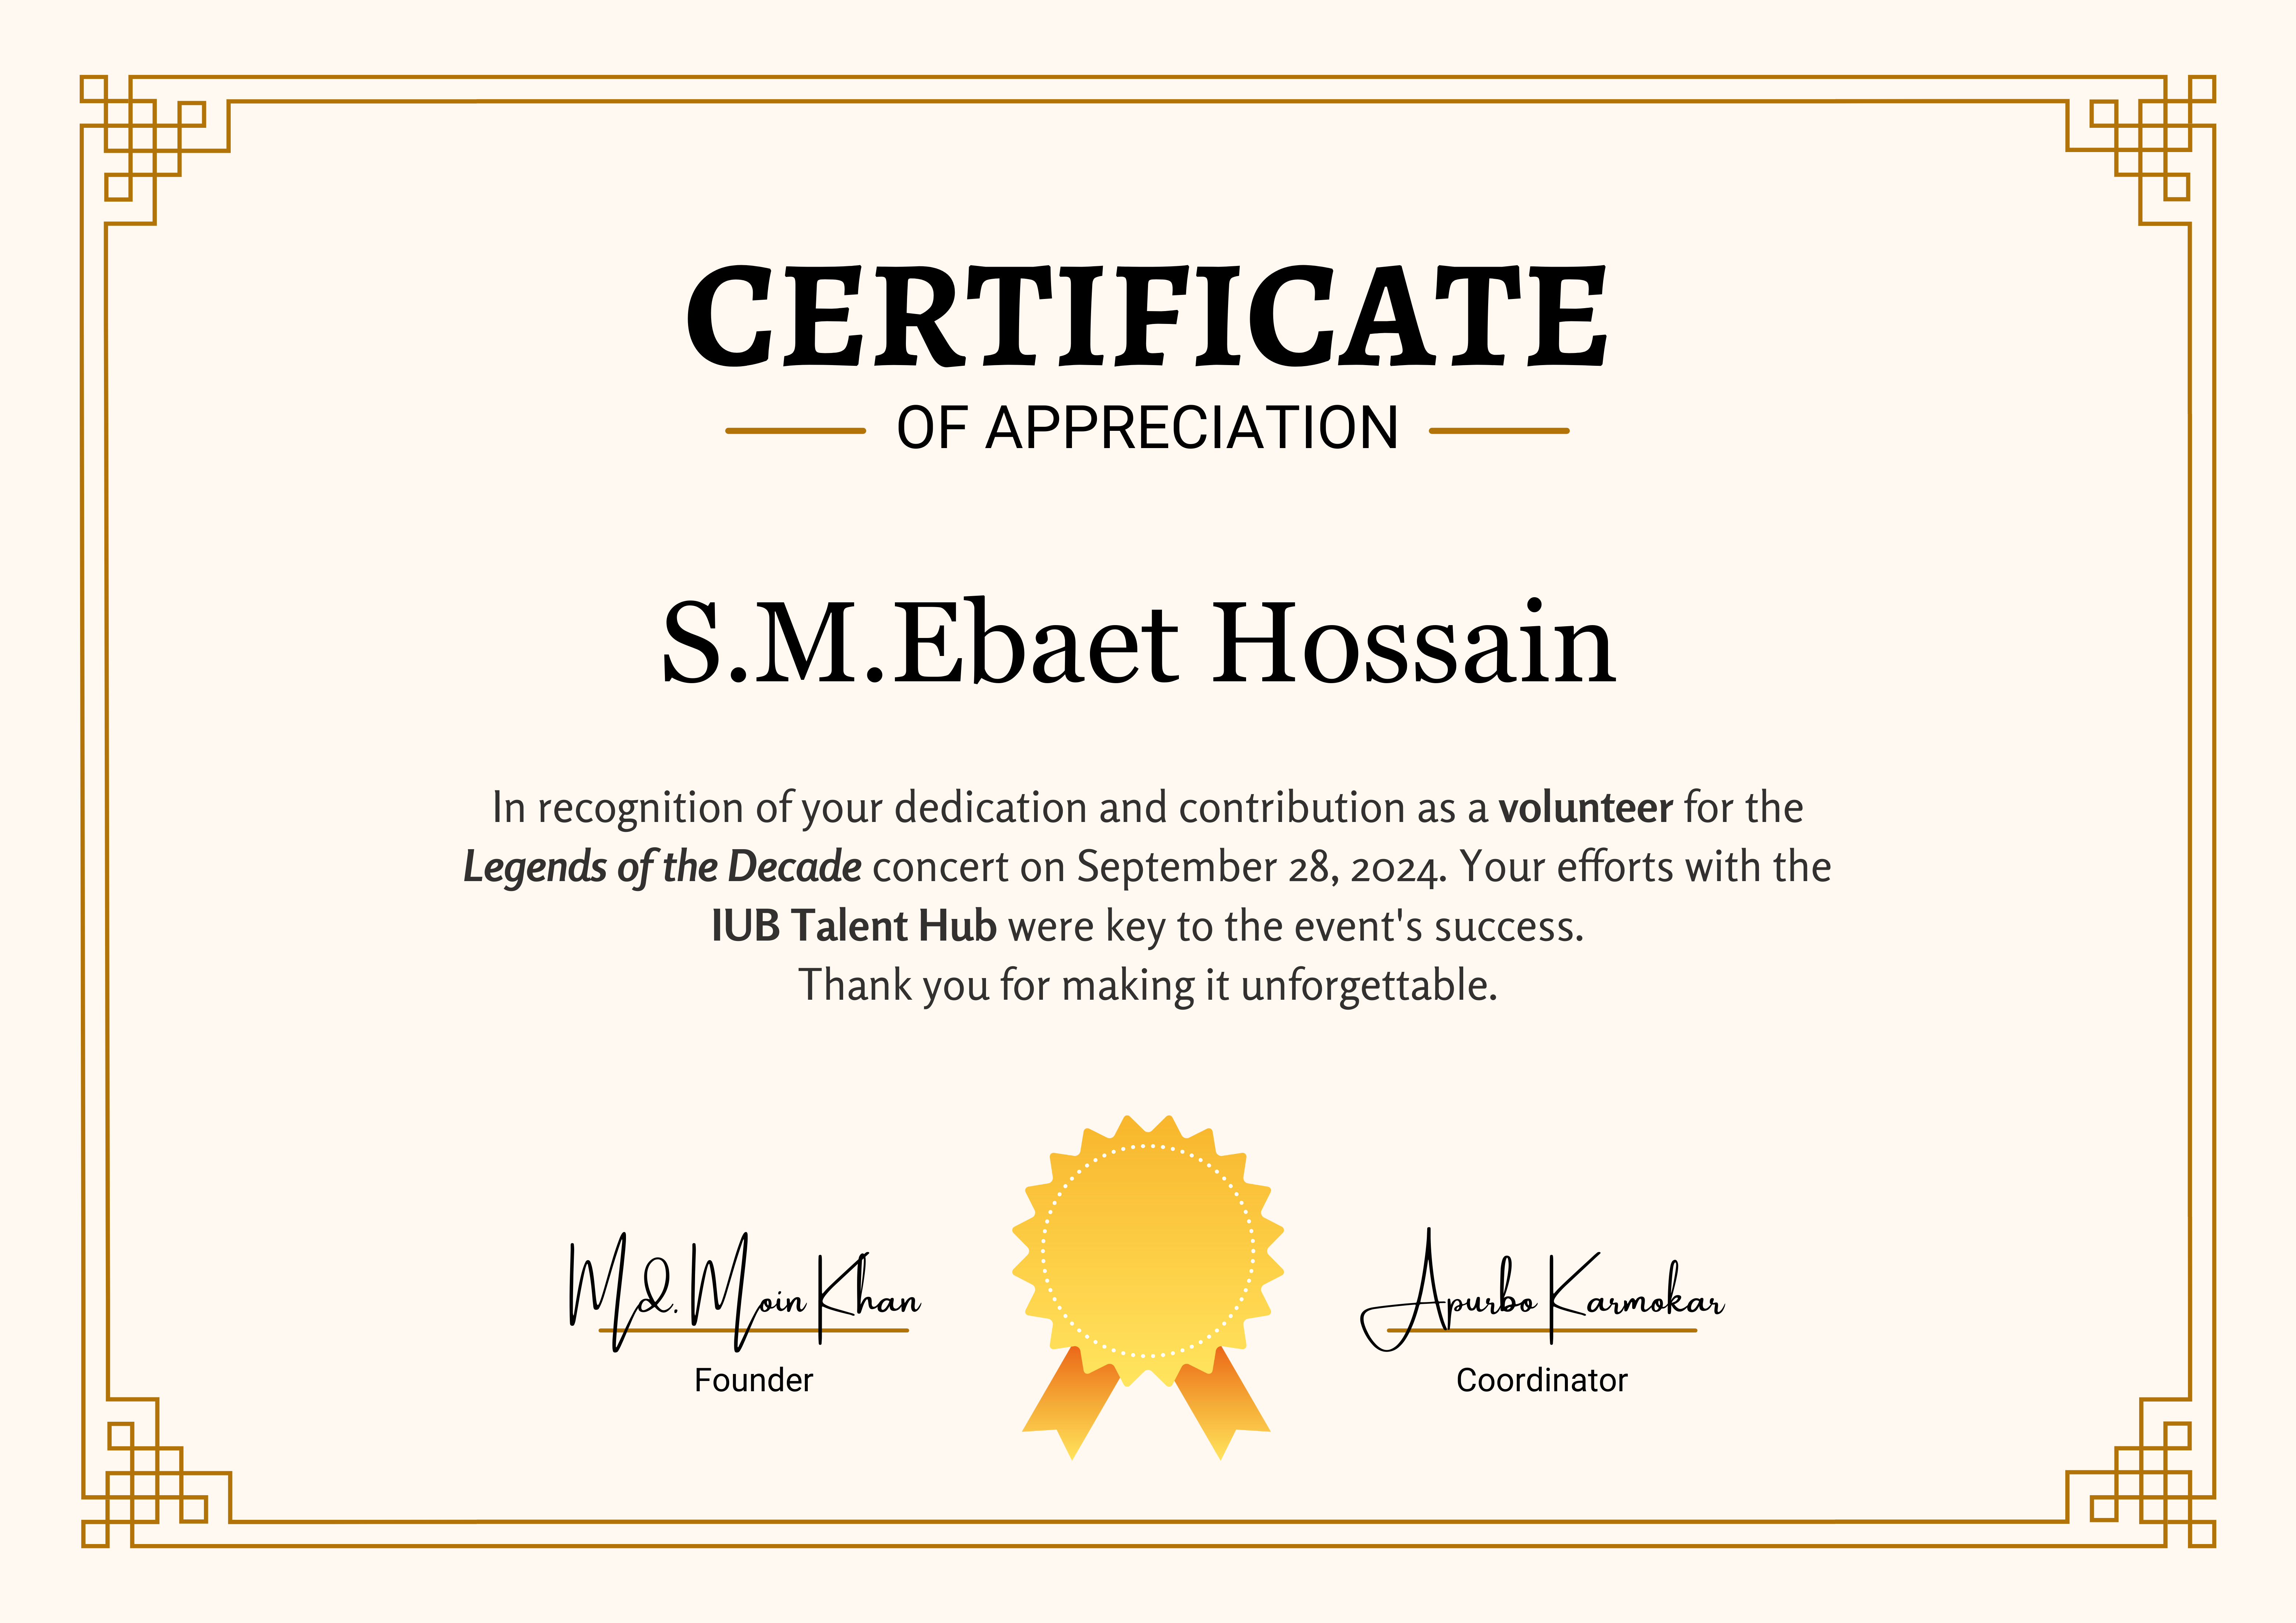 CERTIFICATE
OF APPRECIATION
S.M.Ebaet Hossain
In recognition of your dedication and contribution as a volunteer for the
Legends of the Decade concert on September 28, 2024. Your efforts with the
IUB Talent Hub were key to the event's success.
Thank you for making it unforgettable.
Md. Moin Khan
Founder
Apurbo Karmokar
Coordinator